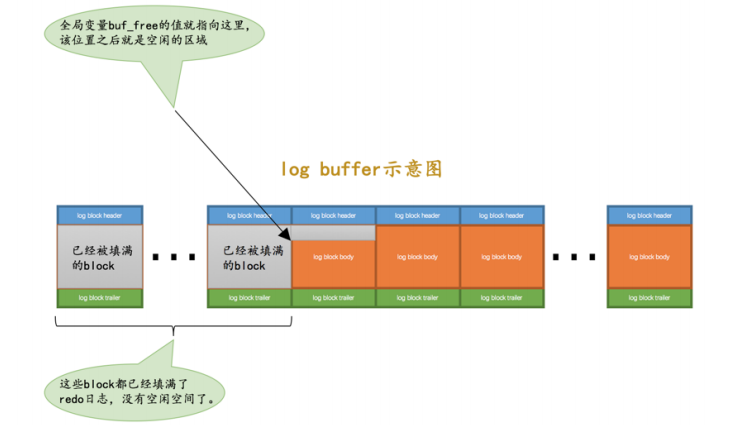 全局变量buf_free的值就指向这里，
该位置之后就是空闲的区域
log buffer示意图
log block header
log block header
log block header
log block header
log block header
log block header
已经被填满
的block
已经被填满
的block
log block body
log block body
log block body
log block body
log block trailer
log block trailer
log block trailer
log block trailer
log block trailer
log block trailer
这些block都已经填满了
redo日志，没有空闲空间了。